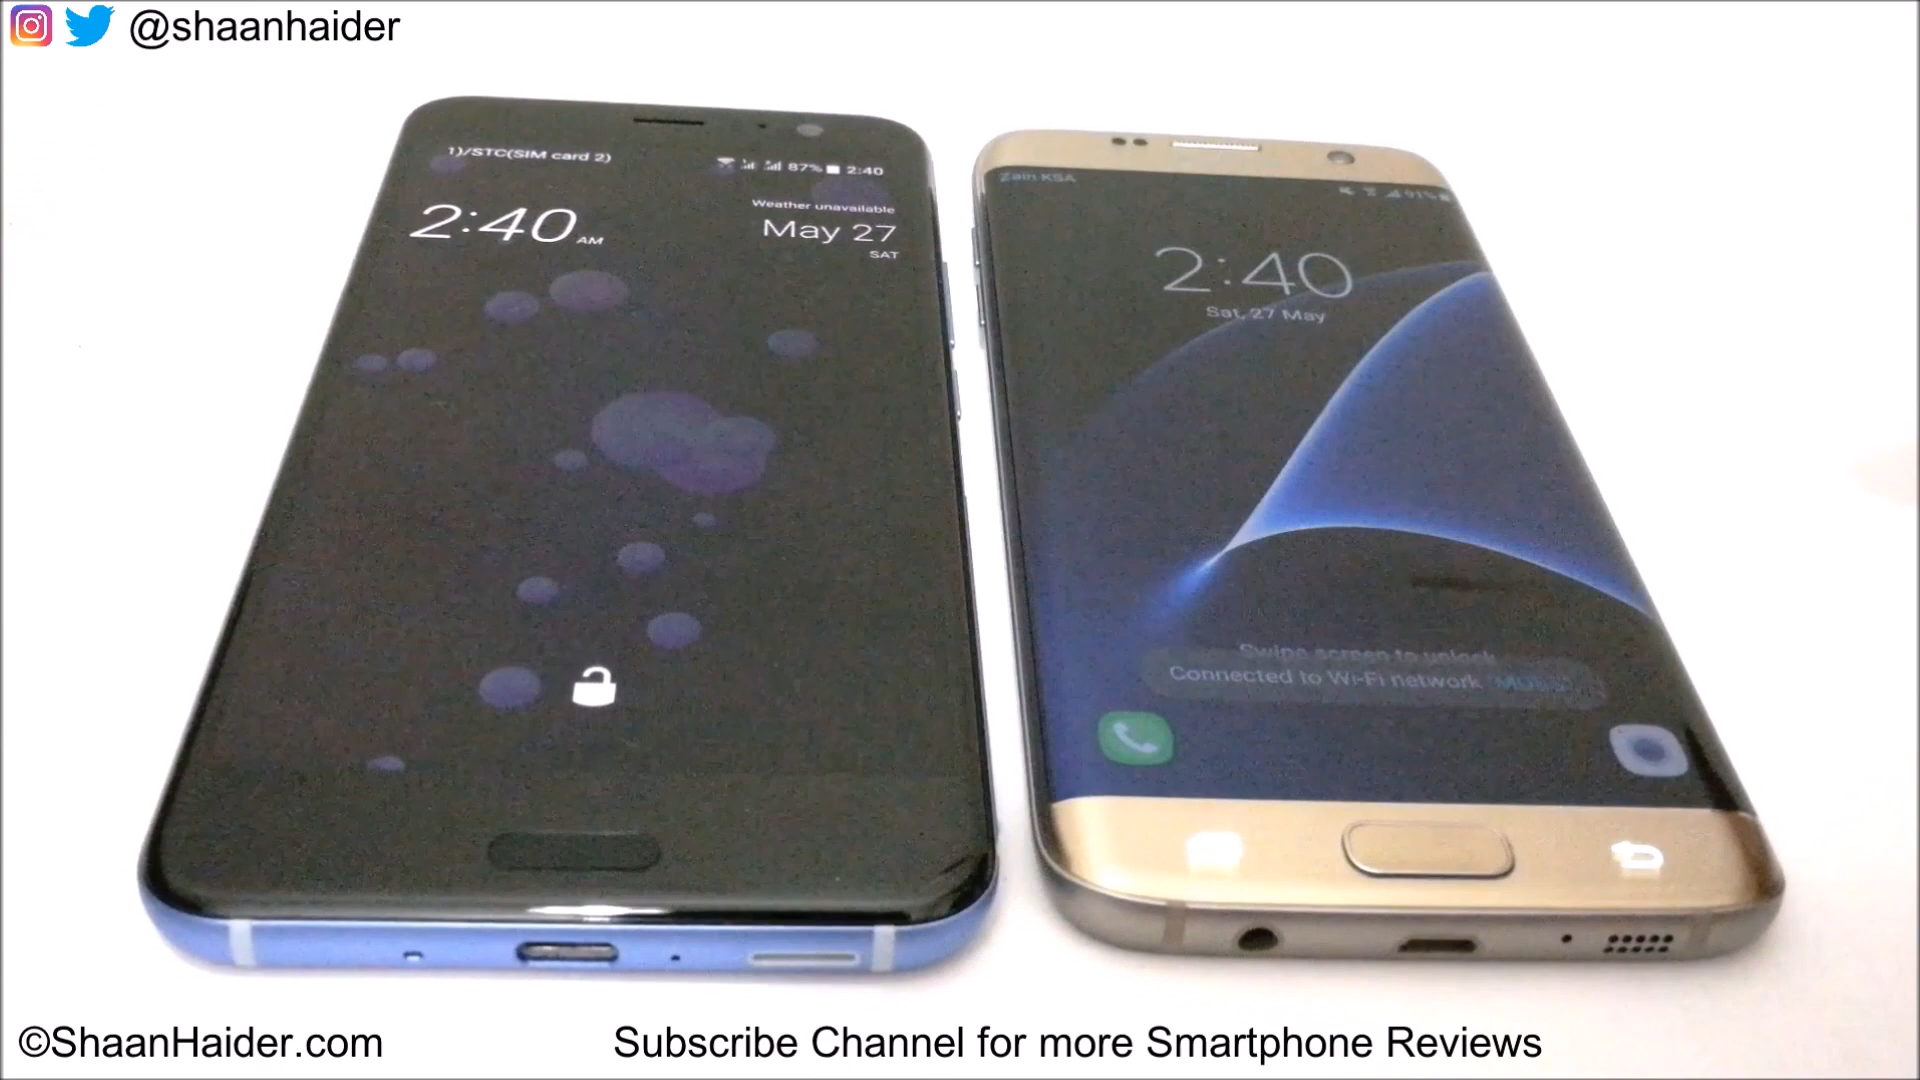 @shaanhaider
1)/STC(SIM card 2)
87% 2:40
Weather unavailable
2:40 AM
May 27
SAT
Zain KSA
91%
2:40
Sat, 27 May
Swipe screen to unlock
Connected to Wi-Fi network
©ShaanHaider.com
Subscribe Channel for more Smartphone Reviews